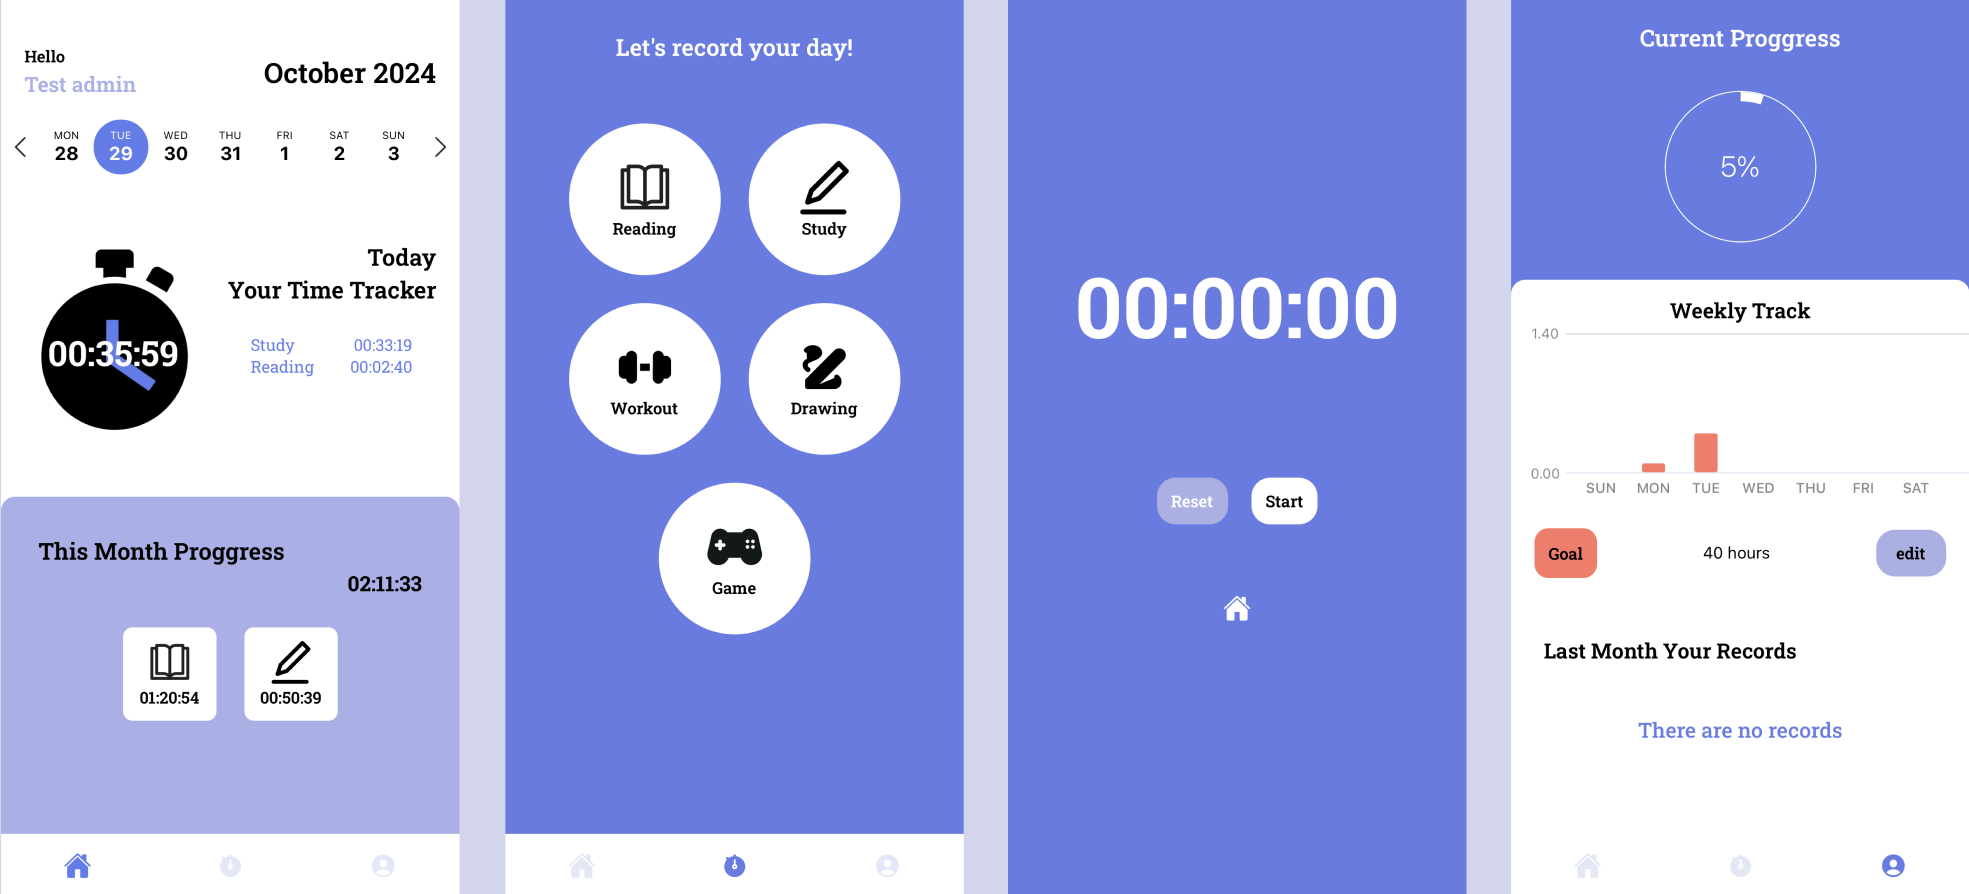 Hello
Test admin
October 2024
MON TUE WED THU FRI SAT SUN
28 29 30 31 1 2 3
Today
Your Time Tracker
00:35:59
Study 00:33:19
Reading 00:02:40
This Month Proggress
02:11:33
01:20:54 00:50:39
Let's record your day!
Reading Study
Workout Drawing
Game
00:00:00
Reset Start
Current Proggress
5%
Weekly Track
1.40
0.00
SUN MON TUE WED THU FRI SAT
Goal 40 hours edit
Last Month Your Records
There are no records